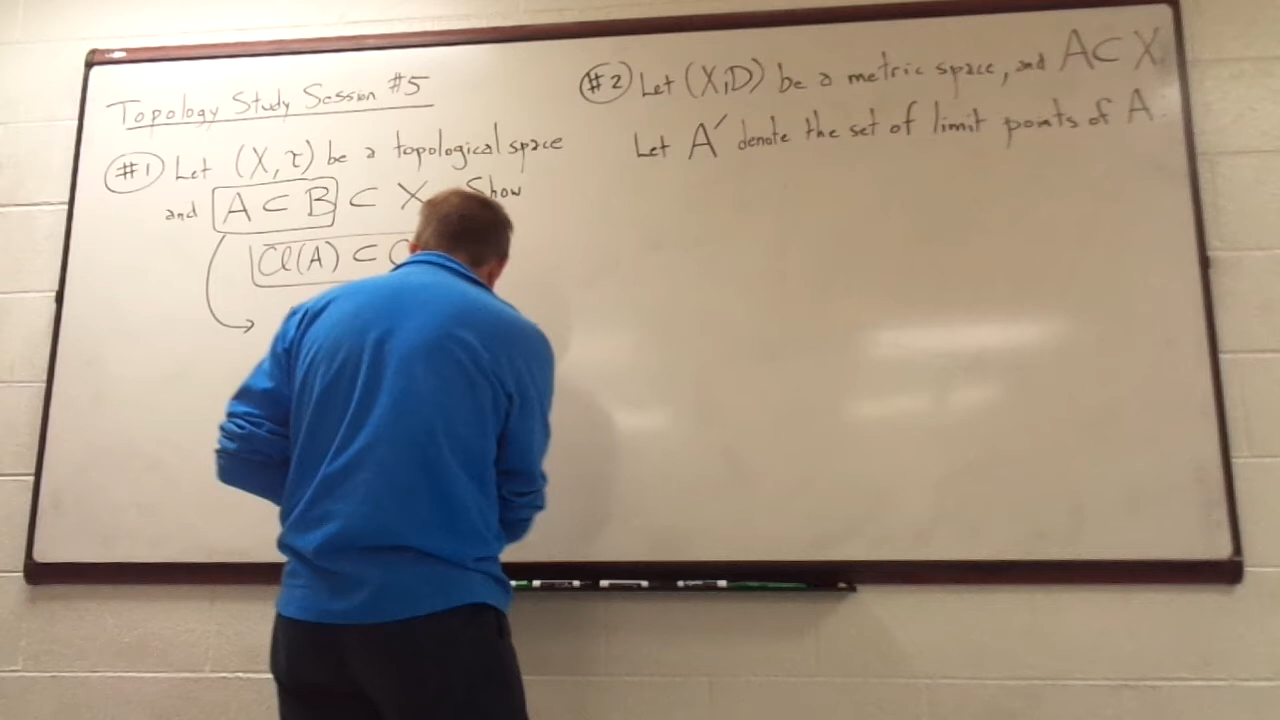 Topology Study Session #5
#1 Let (X, τ) be a topological space
and A ⊂ B ⊂ X Show
Cl(A) ⊂ C
#2 Let (X,D) be a metric space, and A ⊂ X.
Let A′ denote the set of limit points of A.